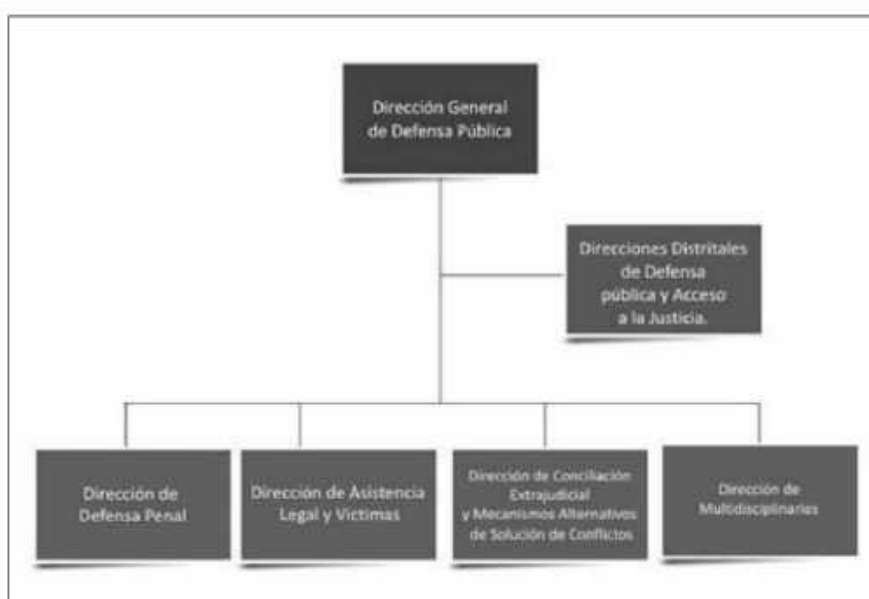 Dirección General
de Defensa Pública
Direcciones Distritales
de Defensa
pública y Acceso
a la Justicia.
Dirección de
Defensa Penal
Dirección de Asistencia
Legal y Víctimas
Dirección de Conciliación
Extrajudicial
y Mecanismos Alternativos
de Solución de Conflictos
Dirección de
Multidisciplinarios